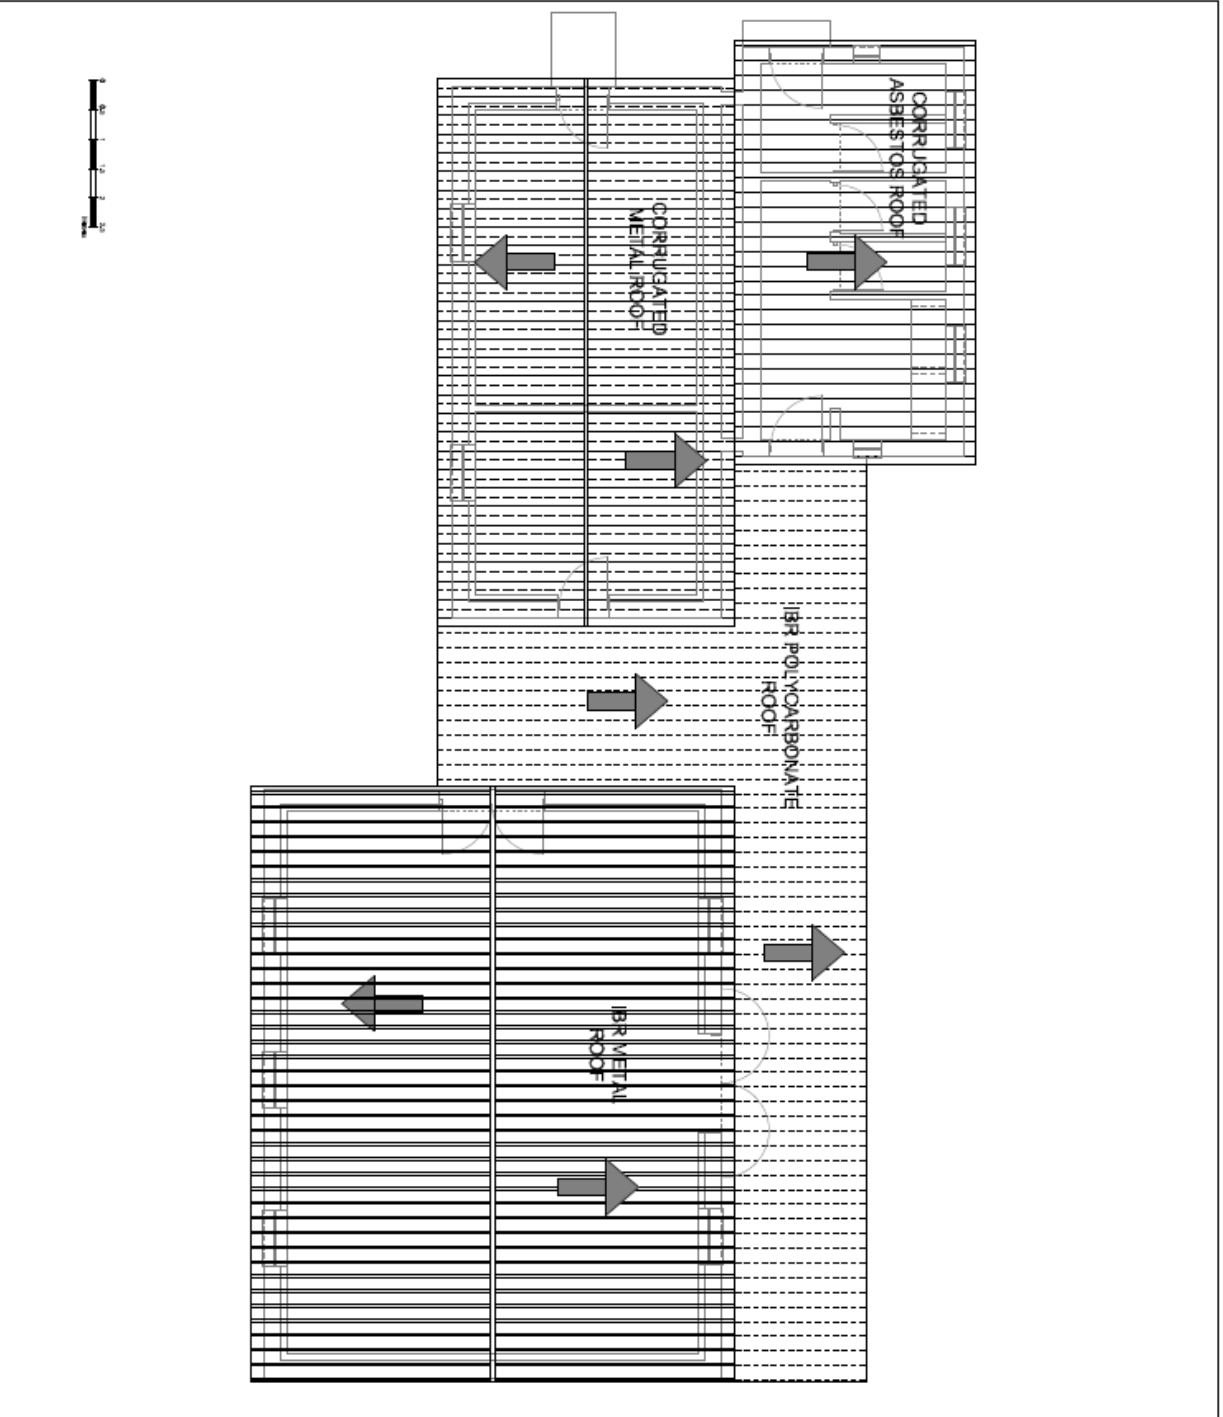 CORRUGATED
ASBESTOS ROOF
CORRUGATED
METAL ROOF
IBR POLYCARBONATE
ROOF
IBR METAL
ROOF